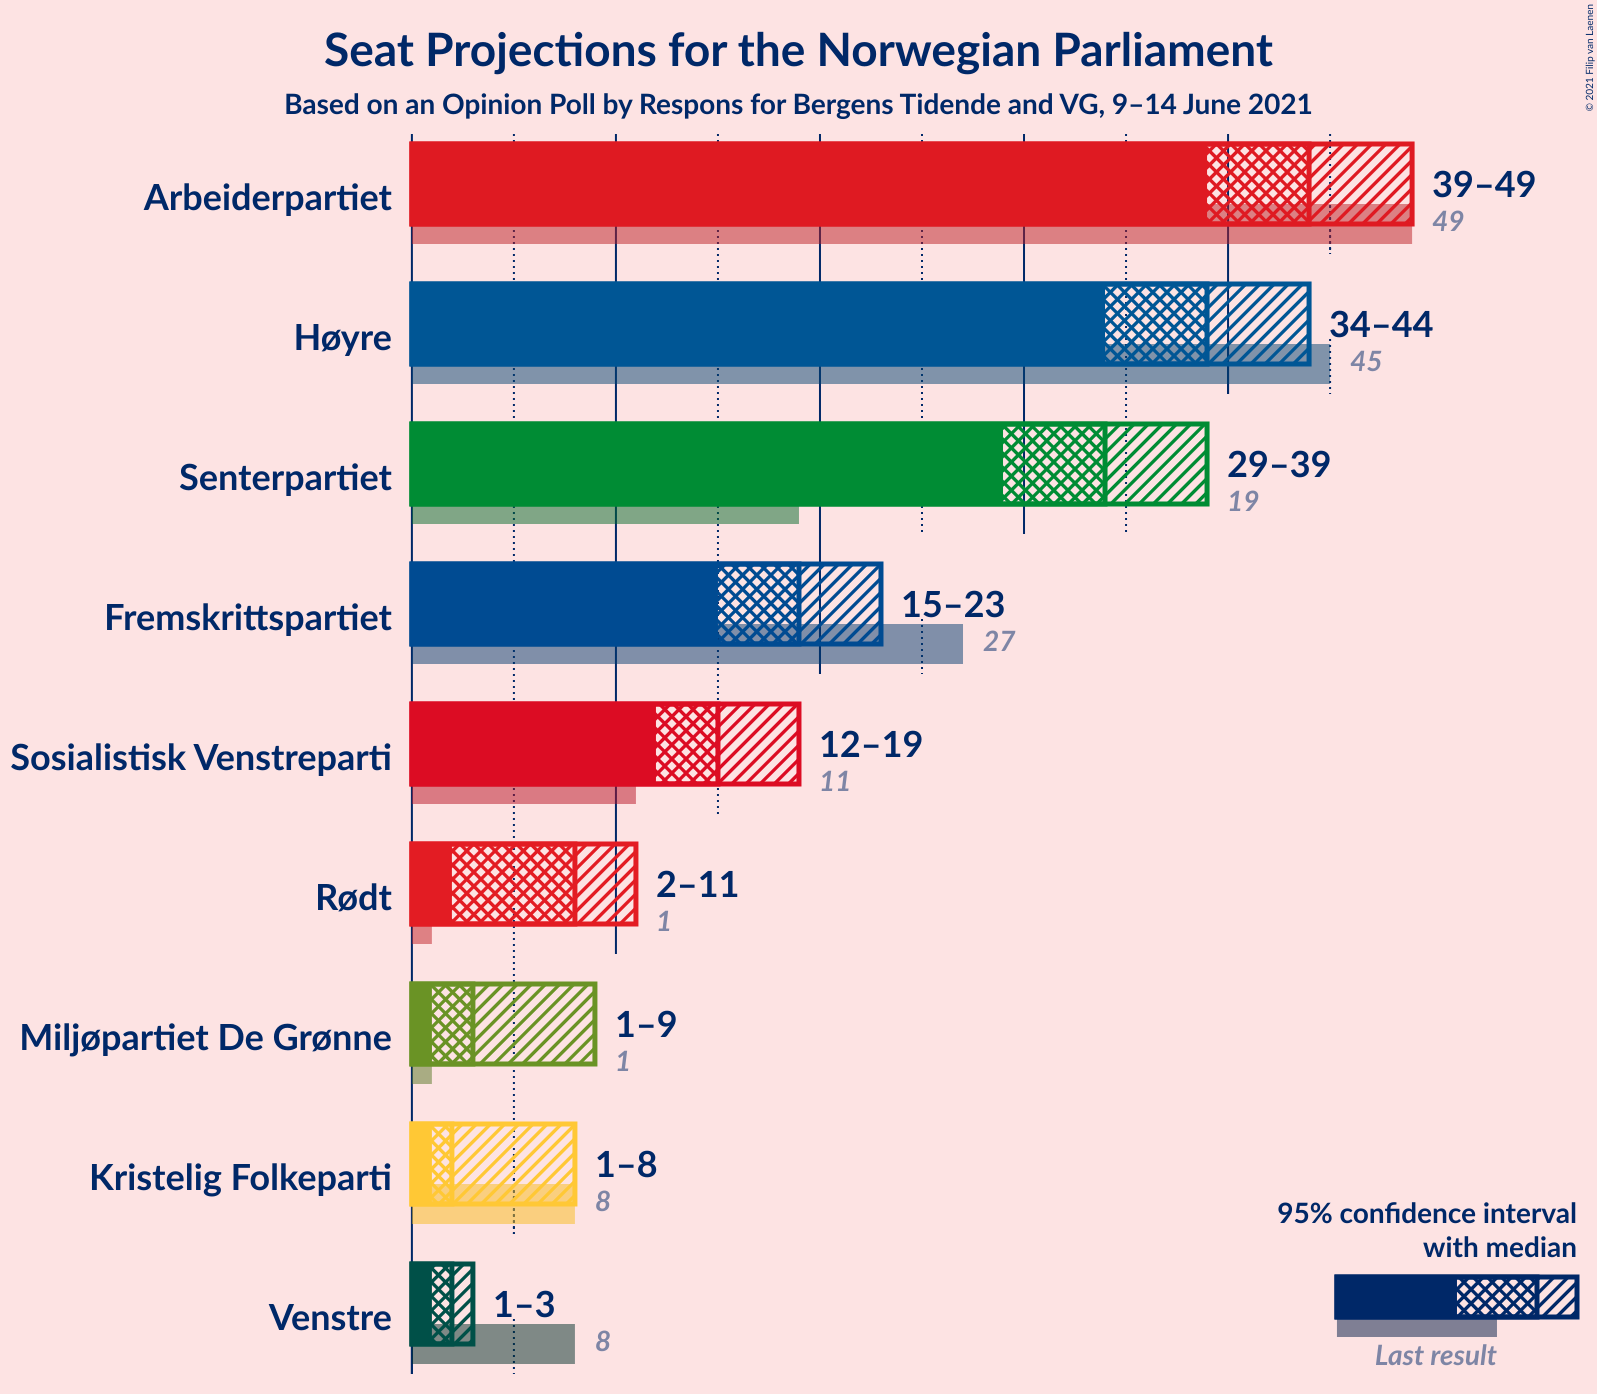 Seat Projections for the Norwegian Parliament
Based on an Opinion Poll by Respons for Bergens Tidende and VG, 9–14 June 2021
© 2021 Filip van Laenen
Arbeiderpartiet
39–49
49
Høyre
34–44
45
Senterpartiet
29–39
19
Fremskrittspartiet
15–23
27
Sosialistisk Venstreparti
12–19
11
Rødt
2–11
1
Miljøpartiet De Grønne
1–9
1
Kristelig Folkeparti
1–8
8
Venstre
1–3
8
95% confidence interval
with median
Last result